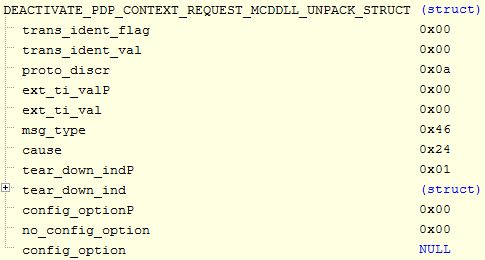 DEACTIVATE_PDP_CONTEXT_REQUEST_MCDDLL_UNPACK_STRUCT (struct)
trans_ident_flag 0x00
trans_ident_val 0x00
proto_discr 0x0a
ext_ti_valP 0x00
ext_ti_val 0x00
msg_type 0x46
cause 0x24
tear_down_indP 0x01
tear_down_ind (struct)
config_optionP 0x00
no_config_option 0x00
config_option NULL